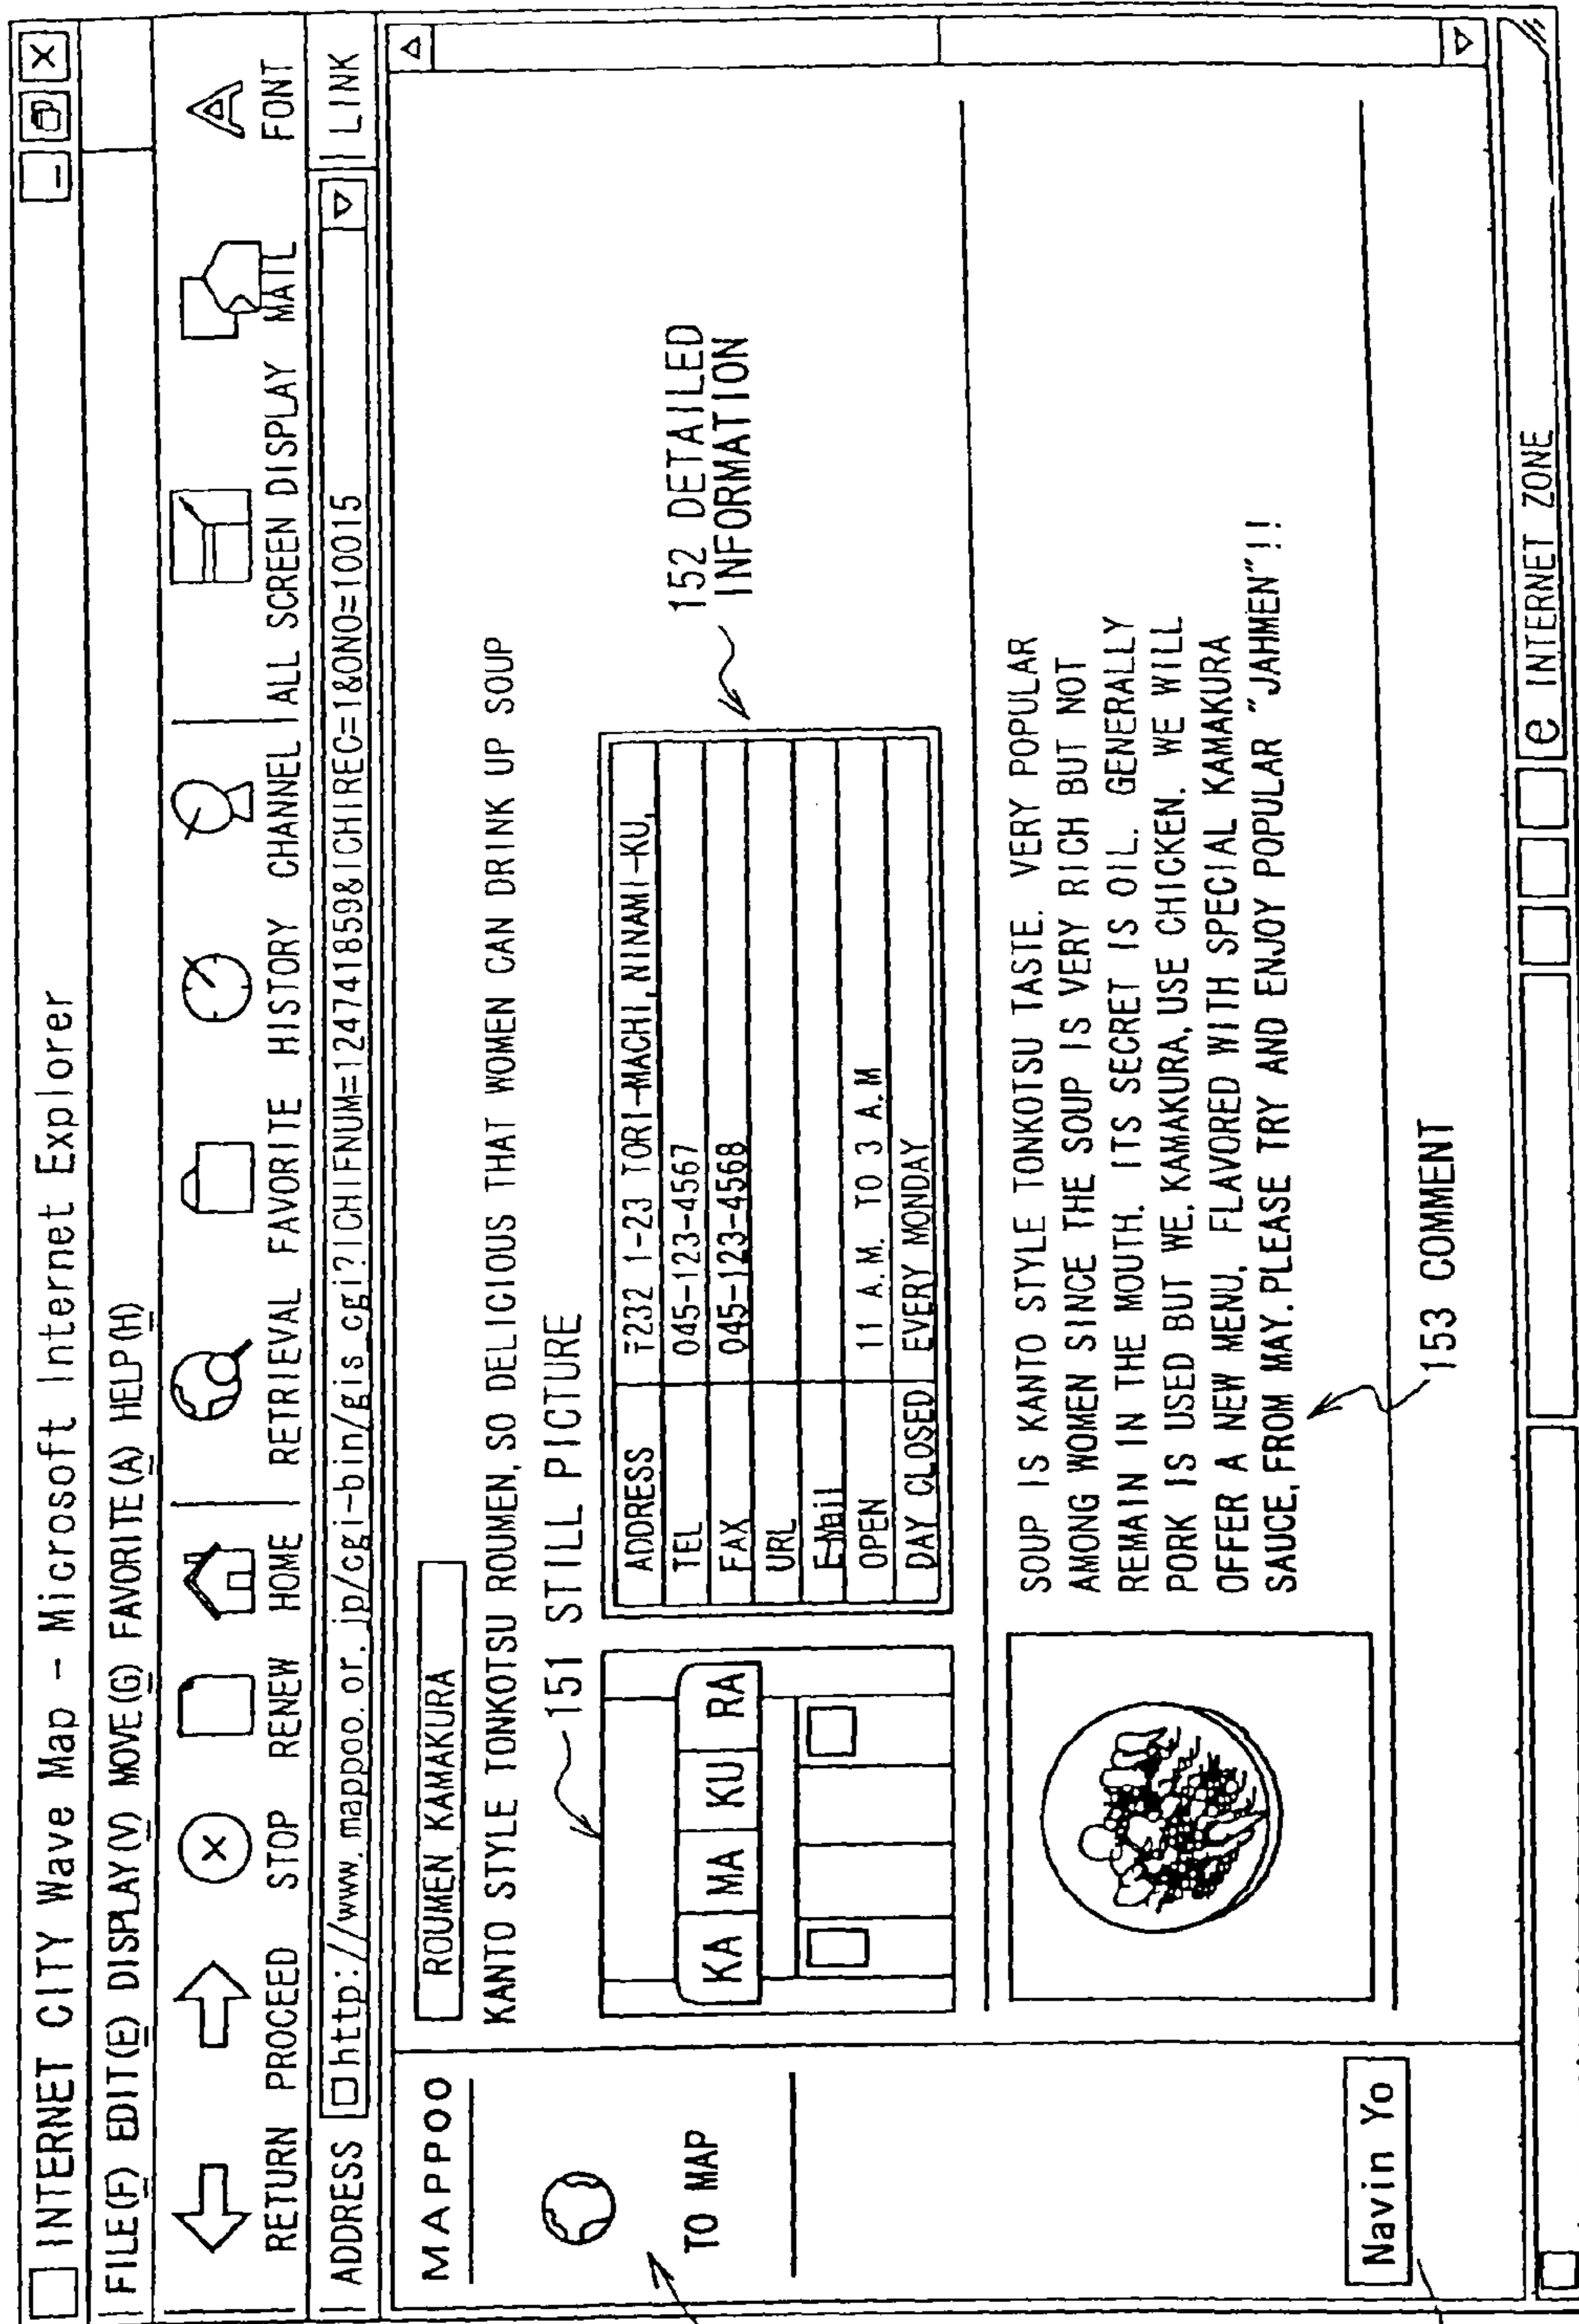 INTERNET CITY Wave Map - Microsoft Internet Explorer
FILE(F) EDIT(E) DISPLAY(V) MOVE(G) FAVORITE(A) HELP(H)
RETURN PROCEED STOP RENEW HOME RETRIEVAL FAVORITE HISTORY CHANNEL ALL SCREEN DISPLAY MAIL FONT
ADDRESS http://www.mappoo.or.jp/cgi-bin/gis_cgi?ICHIFNUM=124741859&ICHIREC=1&ONO=10015 LINK
MAPPOO
TO MAP
Navin Yo
ROUMEN KAMAKURA
KANTO STYLE TONKOTSU ROUMEN, SO DELICIOUS THAT WOMEN CAN DRINK UP SOUP
151 STILL PICTURE
KA MA KU RA
ADDRESS 〒232 1-23 TORI-MACHI, NINAMI-KU,
TEL 045-123-4567
FAX 045-123-4568
URL
E-Mail
OPEN 11 A.M. TO 3 A.M
DAY CLOSED EVERY MONDAY
152 DETAILED
INFORMATION
SOUP IS KANTO STYLE TONKOTSU TASTE. VERY POPULAR
AMONG WOMEN SINCE THE SOUP IS VERY RICH BUT NOT
REMAIN IN THE MOUTH. ITS SECRET IS OIL. GENERALLY
PORK IS USED BUT WE, KAMAKURA, USE CHICKEN. WE WILL
OFFER A NEW MENU, FLAVORED WITH SPECIAL KAMAKURA
SAUCE, FROM MAY. PLEASE TRY AND ENJOY POPULAR "JAHMEN"!!
153 COMMENT
e INTERNET ZONE